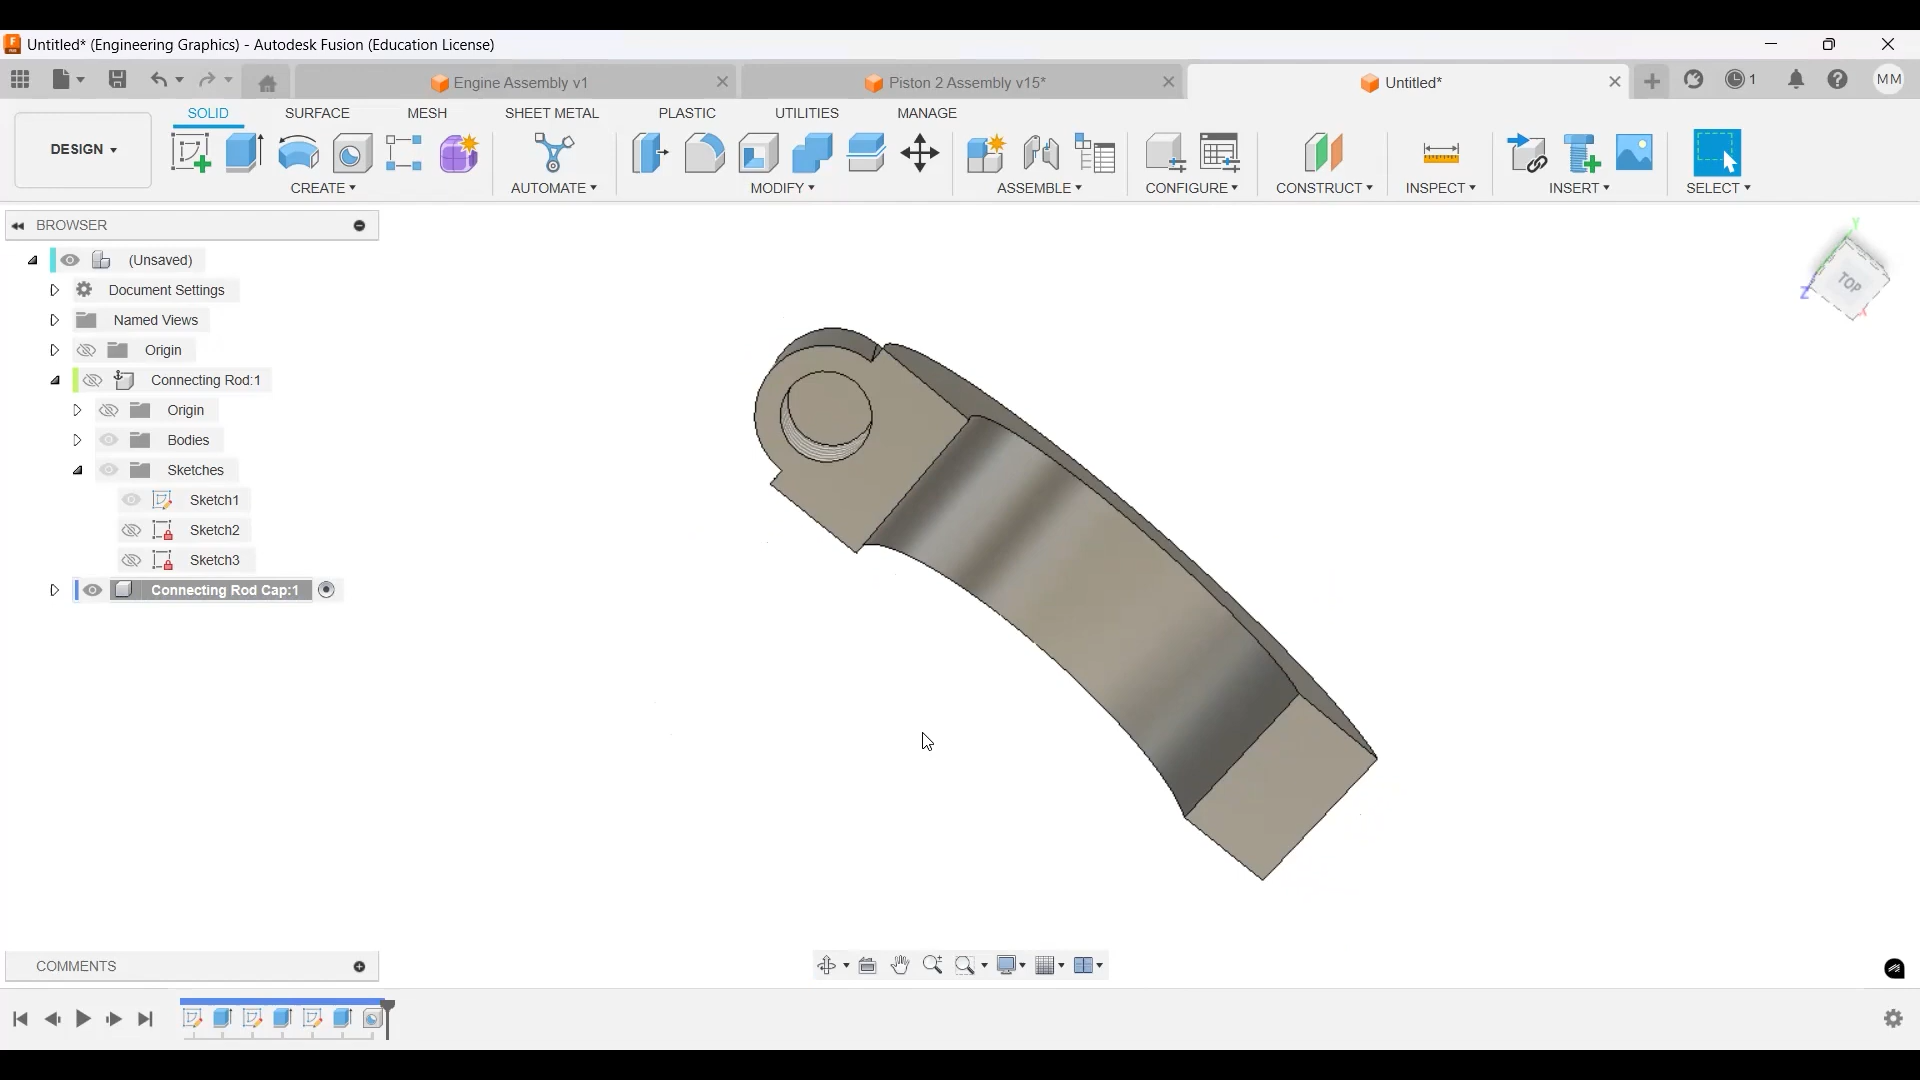 Untitled* (Engineering Graphics) - Autodesk Fusion (Education License)
Engine Assembly v1
Piston 2 Assembly v15*
Untitled*
1
MM
SOLID
SURFACE
MESH
SHEET METAL
PLASTIC
UTILITIES
MANAGE
DESIGN
CREATE
AUTOMATE
MODIFY
ASSEMBLE
CONFIGURE
CONSTRUCT
INSPECT
INSERT
SELECT
BROWSER
(Unsaved)
Document Settings
Named Views
Origin
Connecting Rod:1
Origin
Bodies
Sketches
Sketch1
Sketch2
Sketch3
Connecting Rod Cap:1
Y
TOP
Z
X
COMMENTS